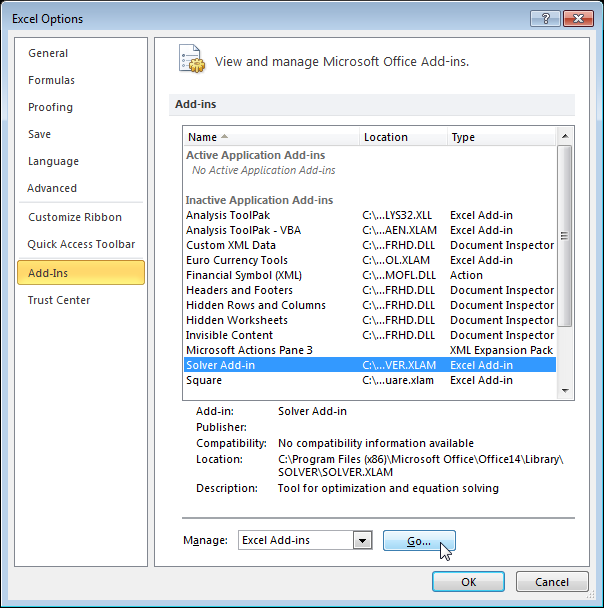 Excel Options
General
Formulas
Proofing
Save
Language
Advanced
Customize Ribbon
Quick Access Toolbar
Add-Ins
Trust Center
View and manage Microsoft Office Add-ins.
Add-ins
Name Location Type
Active Application Add-ins
No Active Application Add-ins
Inactive Application Add-ins
Analysis ToolPak C:\...LYS32.XLL Excel Add-in
Analysis ToolPak - VBA C:\...AEN.XLAM Excel Add-in
Custom XML Data C:\...FRHD.DLL Document Inspector
Euro Currency Tools C:\...OL.XLAM Excel Add-in
Financial Symbol (XML) C:\...MOFL.DLL Action
Headers and Footers C:\...FRHD.DLL Document Inspector
Hidden Rows and Columns C:\...FRHD.DLL Document Inspector
Hidden Worksheets C:\...FRHD.DLL Document Inspector
Invisible Content C:\...FRHD.DLL Document Inspector
Microsoft Actions Pane 3 XML Expansion Pack
Solver Add-in C:\...VER.XLAM Excel Add-in
Square C:\...uare.xlam Excel Add-in
Add-in: Solver Add-in
Publisher:
Compatibility: No compatibility information available
Location: C:\Program Files (x86)\Microsoft Office\Office14\Library\
SOLVER\SOLVER.XLAM
Description: Tool for optimization and equation solving
Manage: Excel Add-ins Go...
OK Cancel